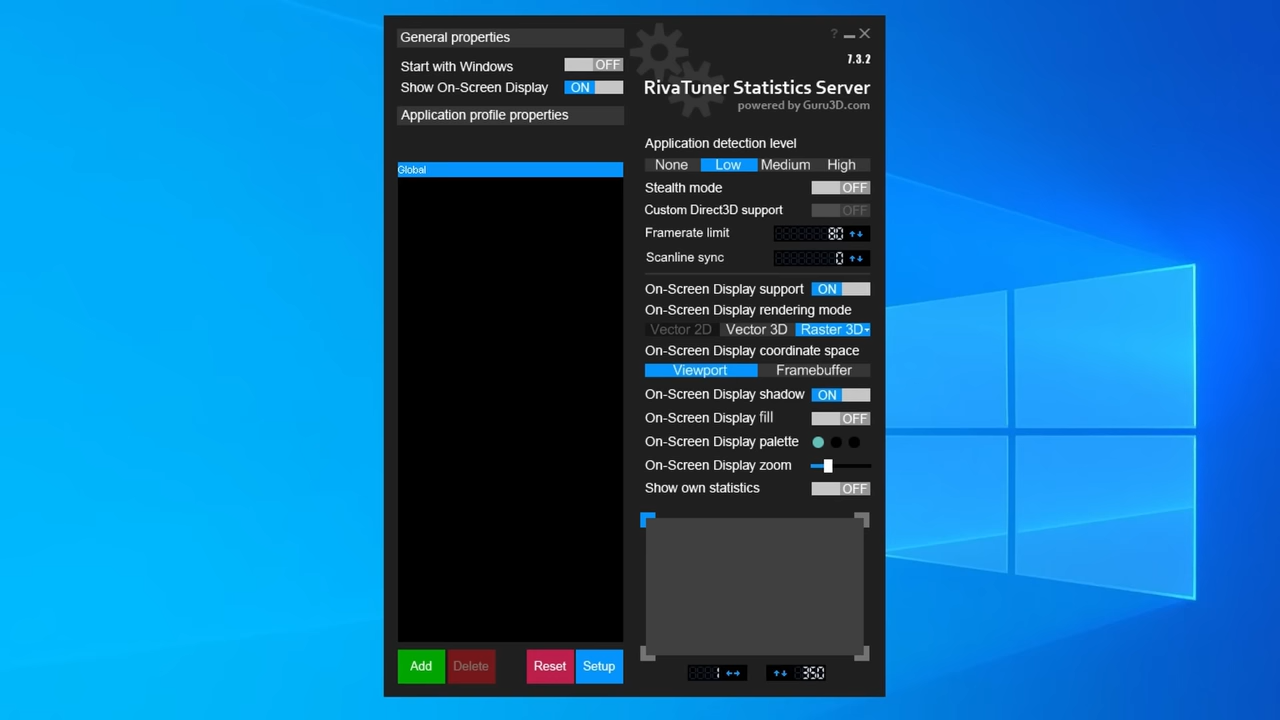 General properties
Start with Windows OFF
Show On-Screen Display ON
Application profile properties
Global
Add Delete Reset Setup
?
7.3.2
RivaTuner Statistics Server
powered by Guru3D.com
Application detection level
None Low Medium High
Stealth mode OFF
Custom Direct3D support OFF
Framerate limit 80
Scanline sync 0
On-Screen Display support ON
On-Screen Display rendering mode
Vector 2D Vector 3D Raster 3D
On-Screen Display coordinate space
Viewport Framebuffer
On-Screen Display shadow ON
On-Screen Display fill OFF
On-Screen Display palette
On-Screen Display zoom
Show own statistics OFF
1 350